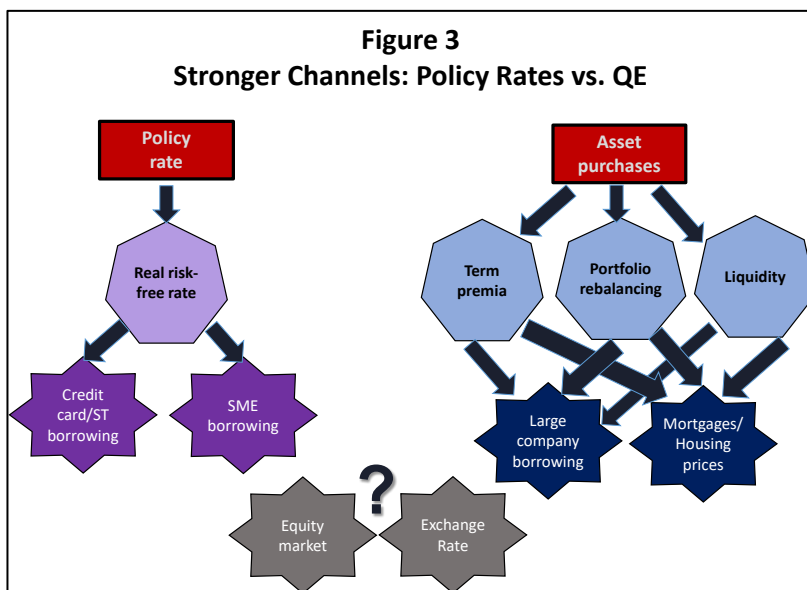 Figure 3
Stronger Channels: Policy Rates vs. QE
Policy
rate
Asset
purchases
Real risk-
free rate
Term
premia
Portfolio
rebalancing
Liquidity
Credit
card/ST
borrowing
SME
borrowing
Large
company
borrowing
Mortgages/
Housing
prices
?
Equity
market
Exchange
Rate